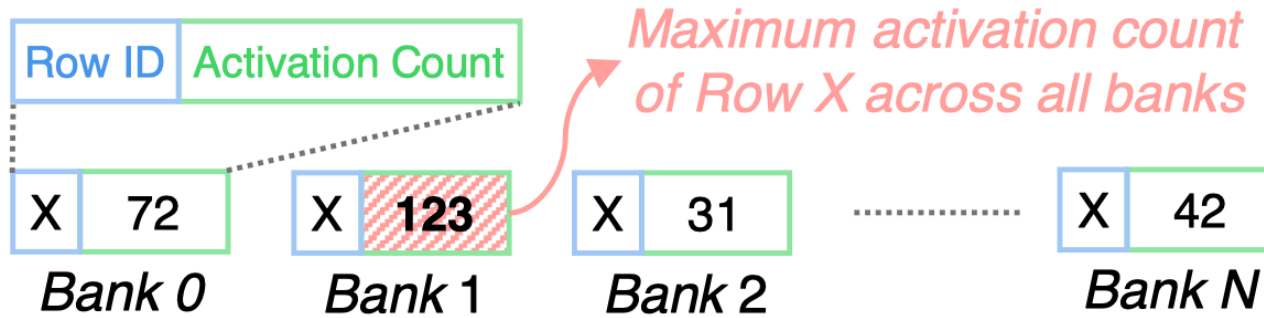 Row ID Activation Count
Maximum activation count
of Row X across all banks
X 72
X 123
X 31
X 42
Bank 0
Bank 1
Bank 2
Bank N